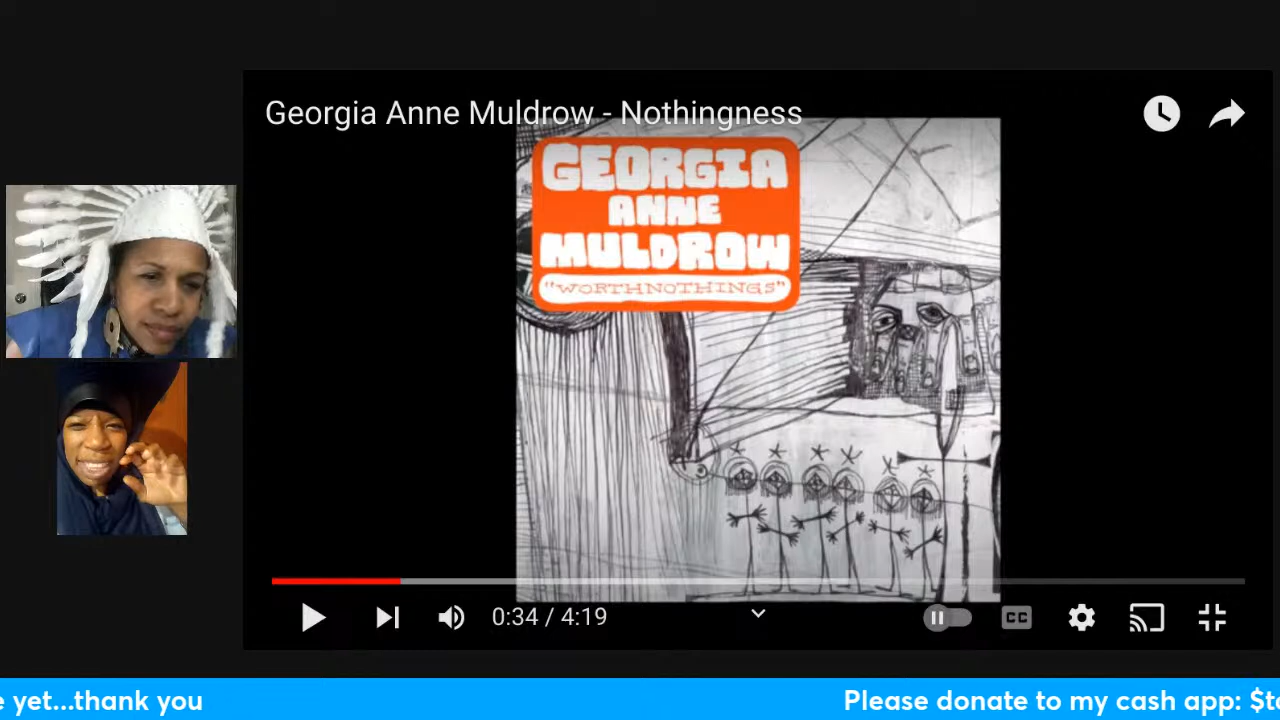 Georgia Anne Muldrow - Nothingness
GEORGIA
ANNE
MULDROW
"WORTHNOTHINGS"
0:34 / 4:19
CC
e yet...thank you
Please donate to my cash app: $to